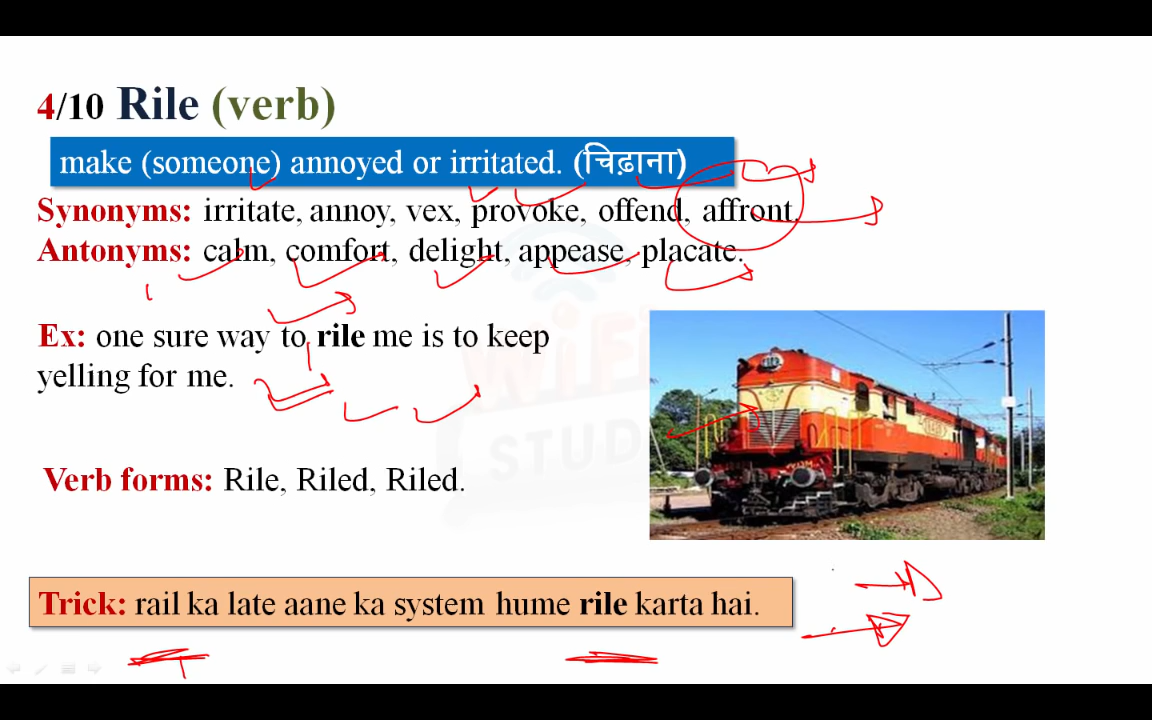 4/10 Rile (verb)
make (someone) annoyed or irritated. (चिढ़ाना)
Synonyms: irritate, annoy, vex, provoke, offend, affront.
Antonyms: calm, comfort, delight, appease, placate.
Ex: one sure way to rile me is to keep
yelling for me.
WiFi
STUDY
Verb forms: Rile, Riled, Riled.
Trick: rail ka late aane ka system hume rile karta hai.